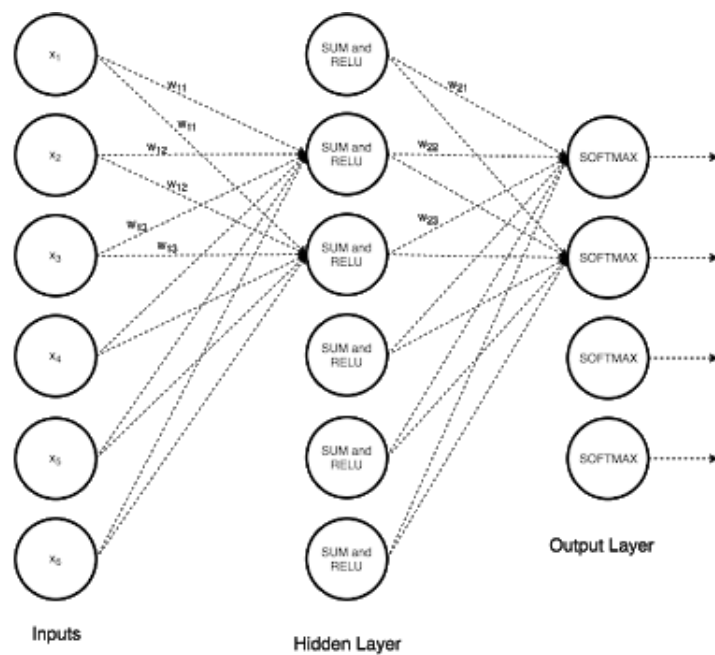 x1
x2
x3
x4
x5
x6
Inputs
w11
w11
w12
w12
w13
w13
SUM and
RELU
SUM and
RELU
SUM and
RELU
SUM and
RELU
SUM and
RELU
SUM and
RELU
Hidden Layer
w21
w22
w23
SOFTMAX
SOFTMAX
SOFTMAX
SOFTMAX
Output Layer